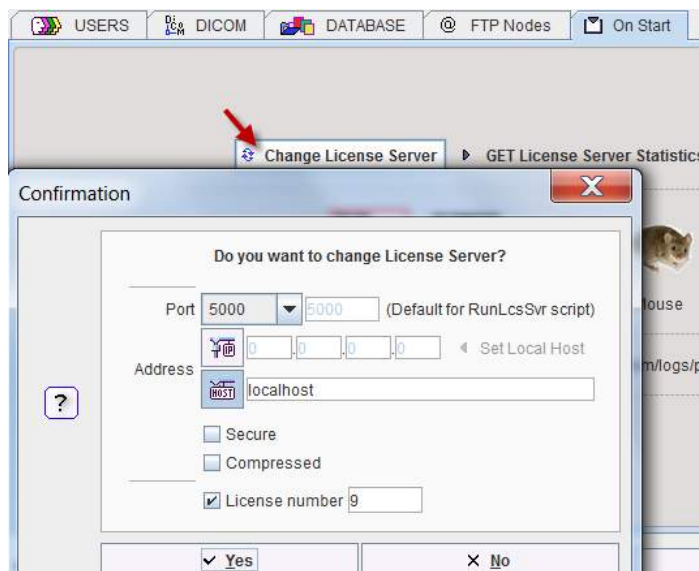 USERS DICOM DATABASE @ FTP Nodes On Start
Change License Server GET License Server Statistics
Confirmation X
Do you want to change License Server?
Port 5000 5000 (Default for RunLcsSvr script)
IP 0 .0 .0 .0 Set Local Host
Address
HOST localhost
?
Secure
Compressed
License number 9
Yes X No
m/logs/p